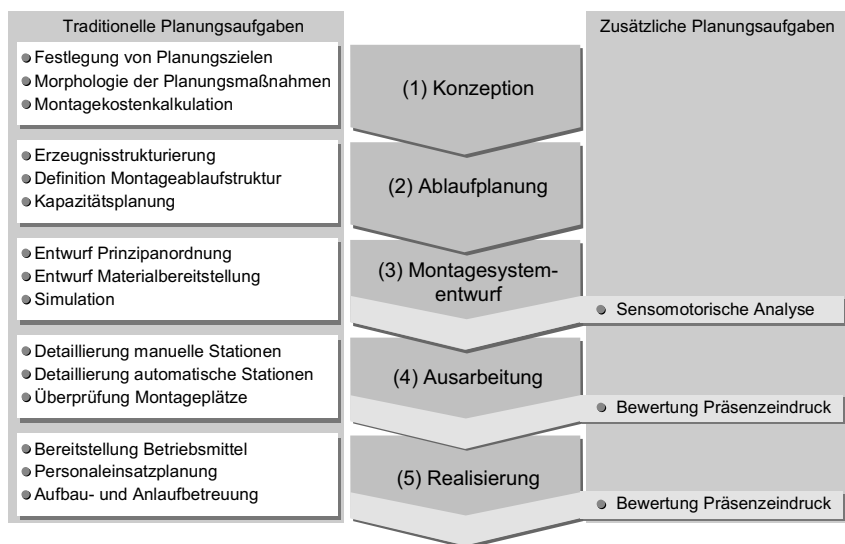 Traditionelle Planungsaufgaben
Zusätzliche Planungsaufgaben
Festlegung von Planungszielen
Morphologie der Planungsmaßnahmen
Montagekostenkalkulation
(1) Konzeption
Erzeugnisstrukturierung
Definition Montageablaufstruktur
Kapazitätsplanung
(2) Ablaufplanung
Entwurf Prinzipanordnung
Entwurf Materialbereitstellung
Simulation
(3) Montagesystem-
entwurf
Sensomotorische Analyse
Detaillierung manuelle Stationen
Detaillierung automatische Stationen
Überprüfung Montageplätze
(4) Ausarbeitung
Bewertung Präsenzeindruck
Bereitstellung Betriebsmittel
Personaleinsatzplanung
Aufbau- und Anlaufbetreuung
(5) Realisierung
Bewertung Präsenzeindruck